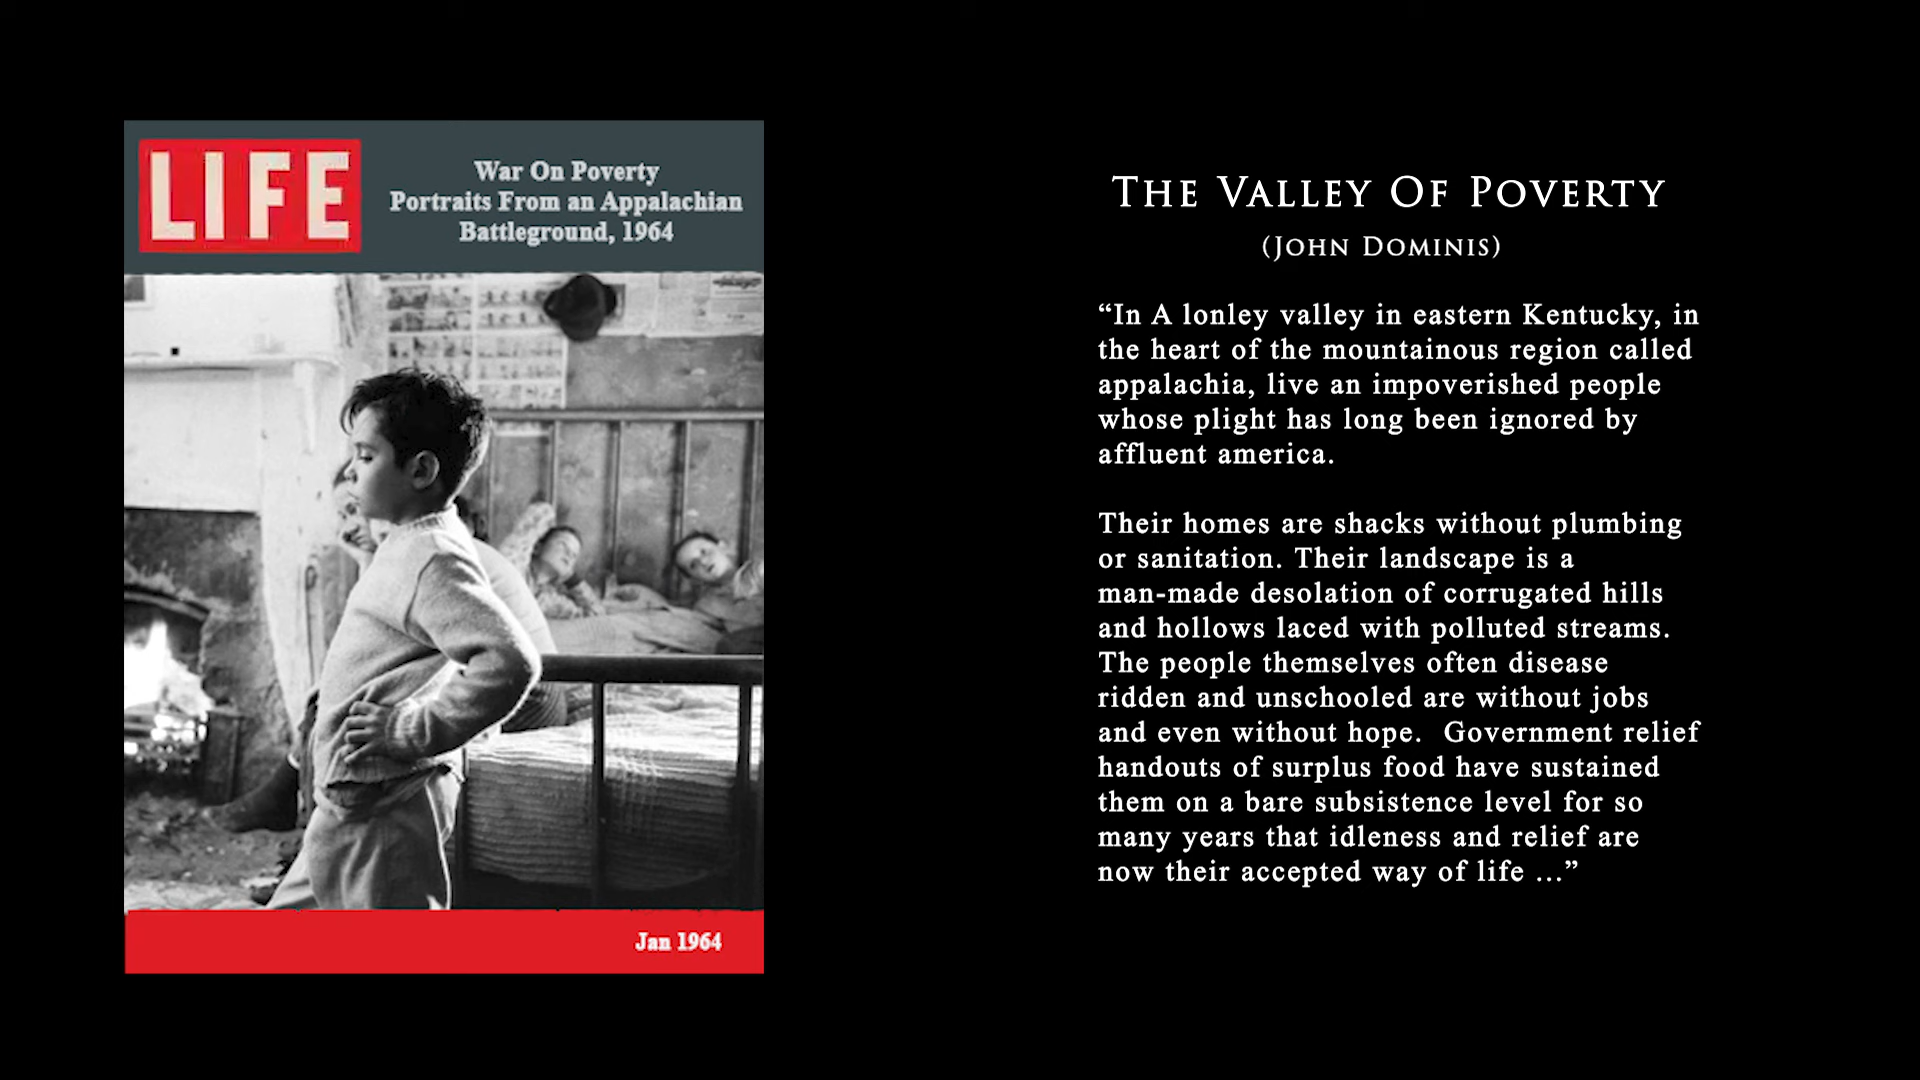 LIFE
War On Poverty
Portraits From an Appalachian
Battleground, 1964
Jan 1964
THE VALLEY OF POVERTY
(JOHN DOMINIS)
“In A lonley valley in eastern Kentucky, in
the heart of the mountainous region called
appalachia, live an impoverished people
whose plight has long been ignored by
affluent america.
Their homes are shacks without plumbing
or sanitation. Their landscape is a
man-made desolation of corrugated hills
and hollows laced with polluted streams.
The people themselves often disease
ridden and unschooled are without jobs
and even without hope.  Government relief
handouts of surplus food have sustained
them on a bare subsistence level for so
many years that idleness and relief are
now their accepted way of life ...”